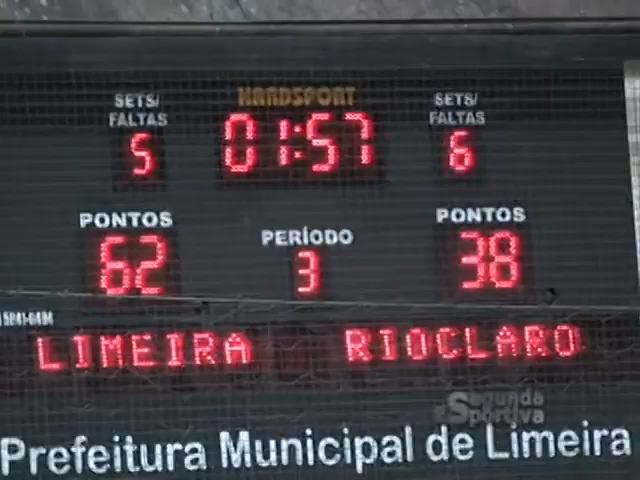 HARDSPORT
SETS/ SETS/
FALTAS 01:57 FALTAS
5 6
PONTOS PONTOS
PERÍODO
62 3 38
LIMEIRA RIOCLARO
Segunda
Sportiva
Prefeitura Municipal de Limeira